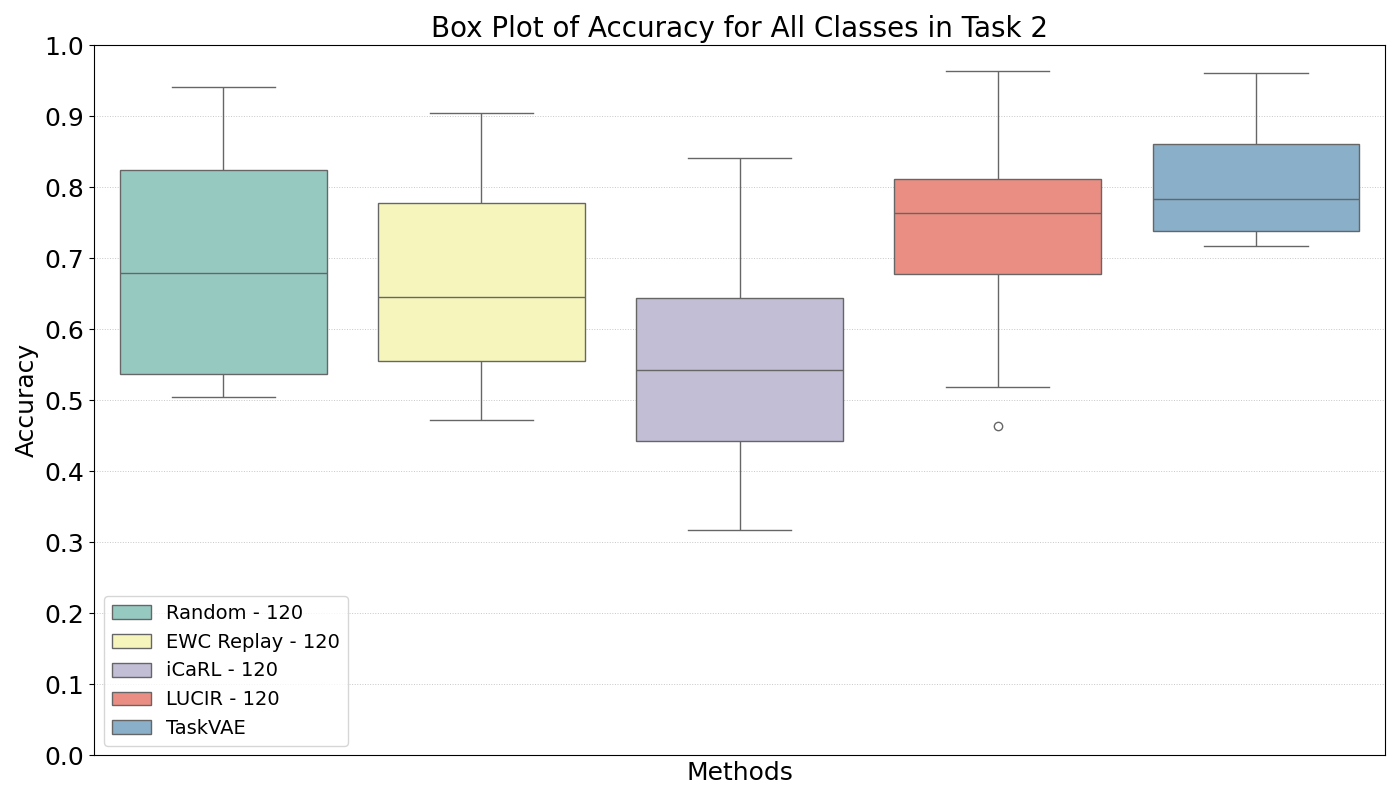 Box Plot of Accuracy for All Classes in Task 2
1.0
0.9
0.8
0.7
0.6
0.5
0.4
0.3
0.2
0.1
0.0
Accuracy
Random - 120
EWC Replay - 120
iCaRL - 120
LUCIR - 120
TaskVAE
Methods